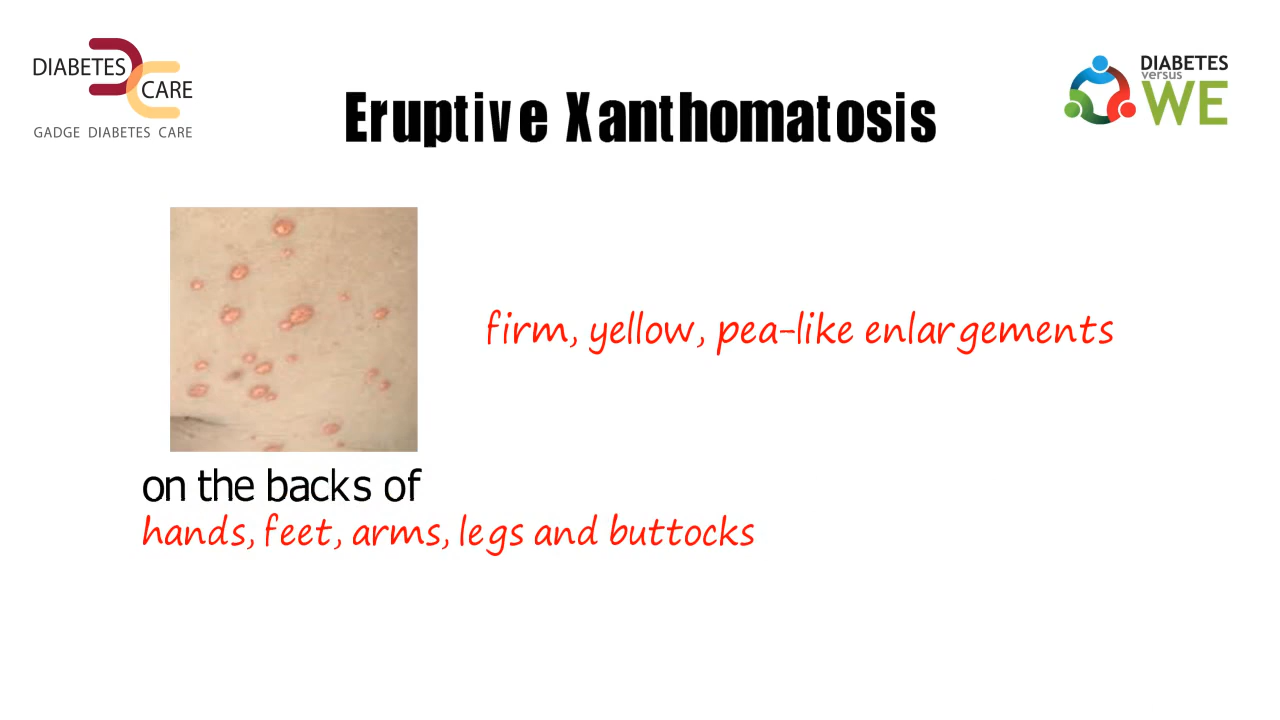 DIABETES
CARE
GADGE DIABETES CARE
Eruptive Xanthomatosis
DIABETES
versus
WE
firm, yellow, pea-like enlargements
on the backs of
hands, feet, arms, legs and buttocks